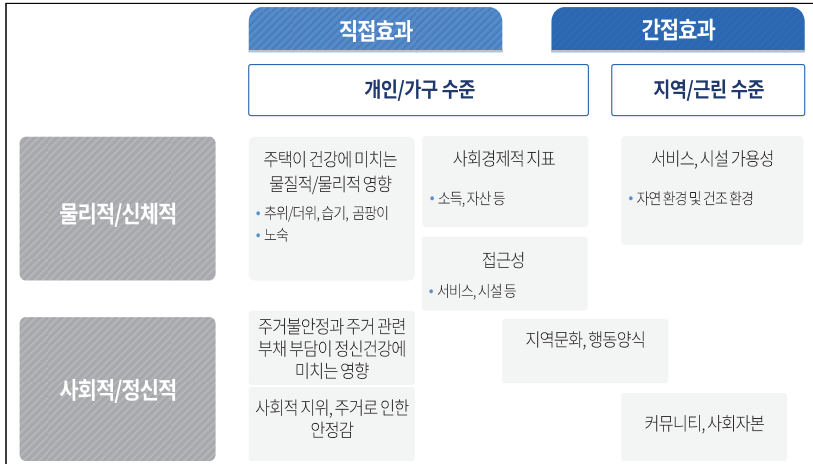 직접효과
간접효과
개인/가구 수준
지역/근린 수준
물리적/신체적
주택이 건강에 미치는
물질적/물리적 영향
• 추위/더위, 습기, 곰팡이
• 노숙
사회경제적 지표
• 소득, 자산 등
접근성
• 서비스, 시설 등
서비스, 시설 가용성
• 자연 환경 및 건조 환경
사회적/정신적
주거불안정과 주거 관련
부채 부담이 정신건강에
미치는 영향
사회적 지위, 주거로 인한
안정감
지역문화, 행동양식
커뮤니티, 사회자본